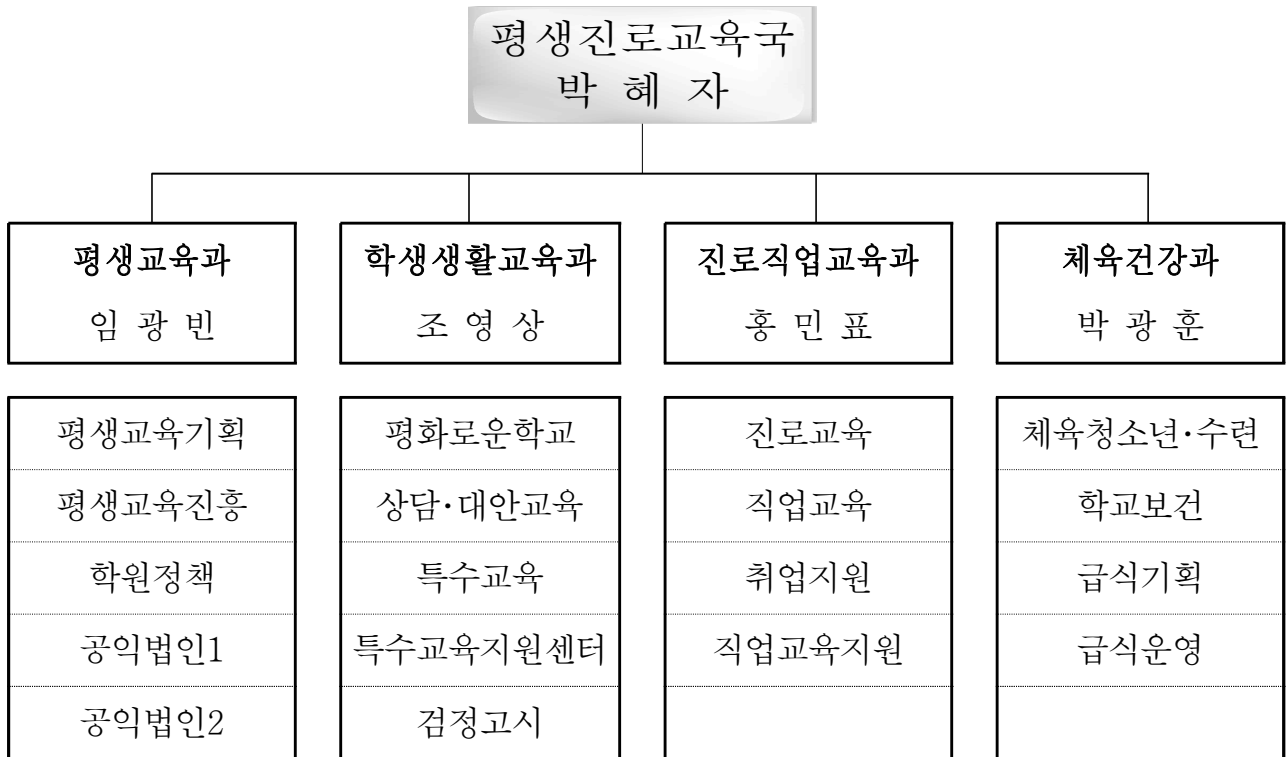 평생진로교육국
박 혜 자
평생교육과
임 광 빈
학생생활교육과
조 영 상
진로직업교육과
홍 민 표
체육건강과
박 광 훈
평생교육기획
평생교육진흥
학원정책
공익법인1
공익법인2
평화로운학교
상담·대안교육
특수교육
특수교육지원센터
검정고시
진로교육
직업교육
취업지원
직업교육지원
체육청소년·수련
학교보건
급식기획
급식운영